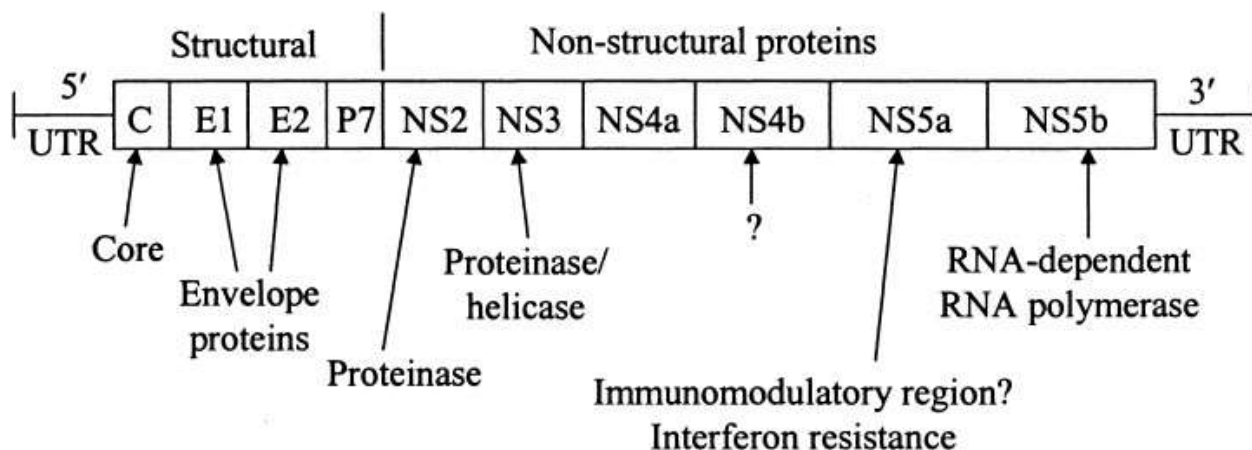 Structural
Non-structural proteins
5′
UTR
C
E1
E2
P7
NS2
NS3
NS4a
NS4b
NS5a
NS5b
3′
UTR
Core
Envelope
proteins
Proteinase
Proteinase/
helicase
?
Immunomodulatory region?
Interferon resistance
RNA-dependent
RNA polymerase